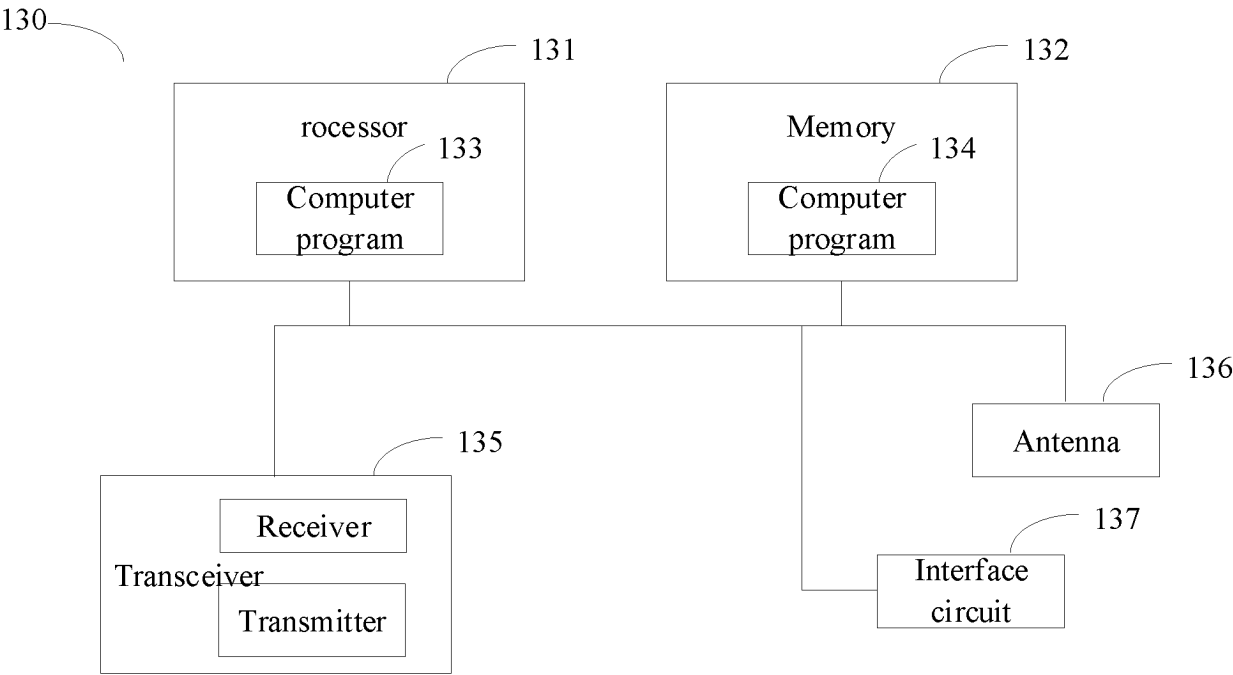 130
131
132
rocessor
Memory
133
134
Computer
program
Computer
program
136
Antenna
135
Receiver
137
Transceiver
Interface
circuit
Transmitter